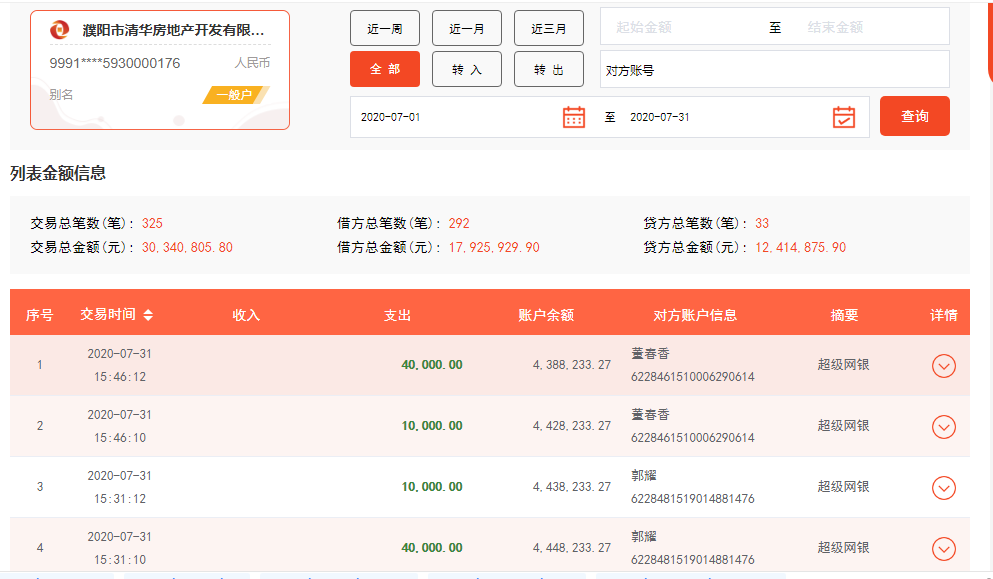 濮阳市清华房地产开发有限...
9991****5930000176 人民币
别名 一般户
近一周 近一月 近三月 起始金额 至 结束金额
全 部 转 入 转 出 对方账号
2020-07-01 至 2020-07-31 查询
列表金额信息
交易总笔数(笔): 325 借方总笔数(笔): 292 贷方总笔数(笔): 33
交易总金额(元): 30,340,805.80 借方总金额(元): 17,925,929.90 贷方总金额(元): 12,414,875.90
序号 交易时间 收入 支出 账户余额 对方账户信息 摘要 详情
1 2020-07-31 15:46:12 40,000.00 4,388,233.27 董春香 6228461510006290614 超级网银
2 2020-07-31 15:46:10 10,000.00 4,428,233.27 董春香 6228461510006290614 超级网银
3 2020-07-31 15:31:12 10,000.00 4,438,233.27 郭耀 6228481519014881476 超级网银
4 2020-07-31 15:31:10 40,000.00 4,448,233.27 郭耀 6228481519014881476 超级网银